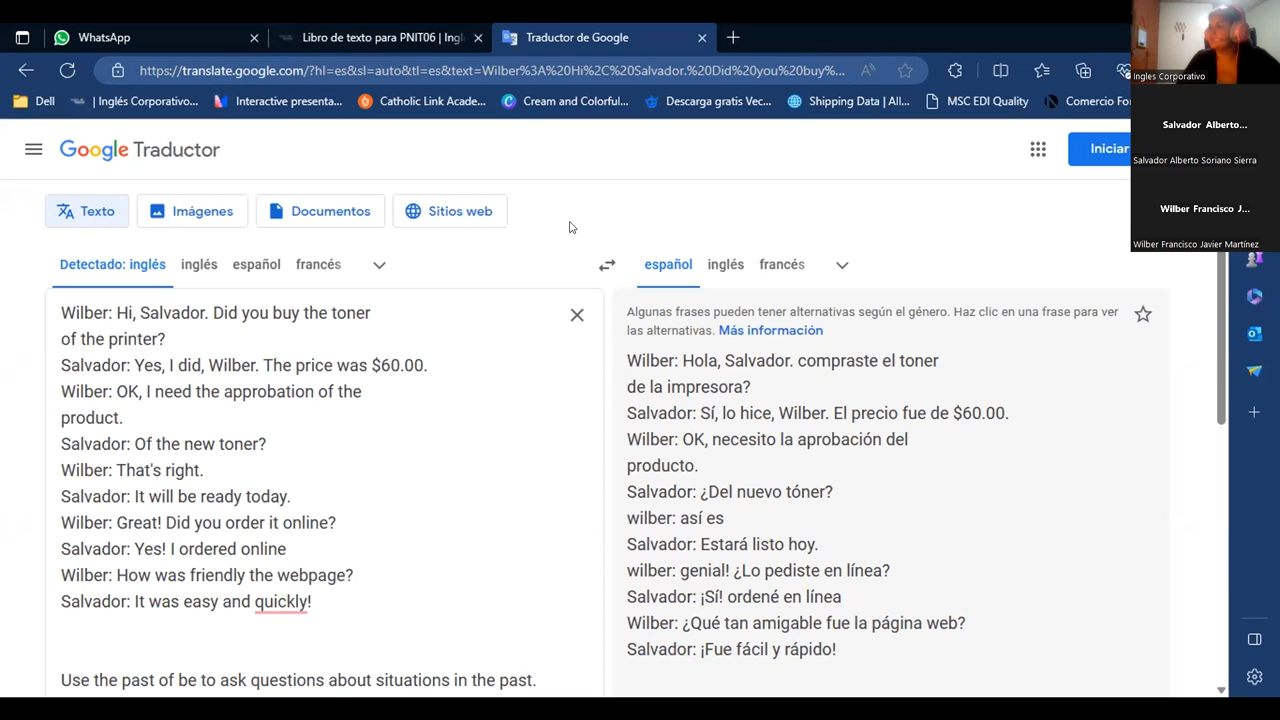 WhatsApp
Libro de texto para PNIT06 | Ingl
Traductor de Google
https://translate.google.com/?hl=es&sl=auto&tl=es&text=Wilber%3A%20Hi%2C%20Salvador.%20Did%20you%20buy%...
Ingles Corporativo
Dell
| Inglés Corporativo...
Interactive presenta...
Catholic Link Acade...
Cream and Colorful...
Descarga gratis Vec...
Shipping Data | All...
MSC EDI Quality
Comercio For
Salvador Alberto...
Salvador Alberto Soriano Sierra
Wilber Francisco J...
Wilber Francisco Javier Martínez
Google Traductor
Iniciar
Texto
Imágenes
Documentos
Sitios web
Detectado: inglés
inglés
español
francés
español
inglés
francés
Wilber: Hi, Salvador. Did you buy the toner
of the printer?
Salvador: Yes, I did, Wilber. The price was $60.00.
Wilber: OK, I need the approbation of the
product.
Salvador: Of the new toner?
Wilber: That's right.
Salvador: It will be ready today.
Wilber: Great! Did you order it online?
Salvador: Yes! I ordered online
Wilber: How was friendly the webpage?
Salvador: It was easy and quickly!
Use the past of be to ask questions about situations in the past.
Algunas frases pueden tener alternativas según el género. Haz clic en una frase para ver
las alternativas. Más información
Wilber: Hola, Salvador. compraste el toner
de la impresora?
Salvador: Sí, lo hice, Wilber. El precio fue de $60.00.
Wilber: OK, necesito la aprobación del
producto.
Salvador: ¿Del nuevo tóner?
wilber: así es
Salvador: Estará listo hoy.
wilber: genial! ¿Lo pediste en línea?
Salvador: ¡Sí! ordené en línea
Wilber: ¿Qué tan amigable fue la página web?
Salvador: ¡Fue fácil y rápido!